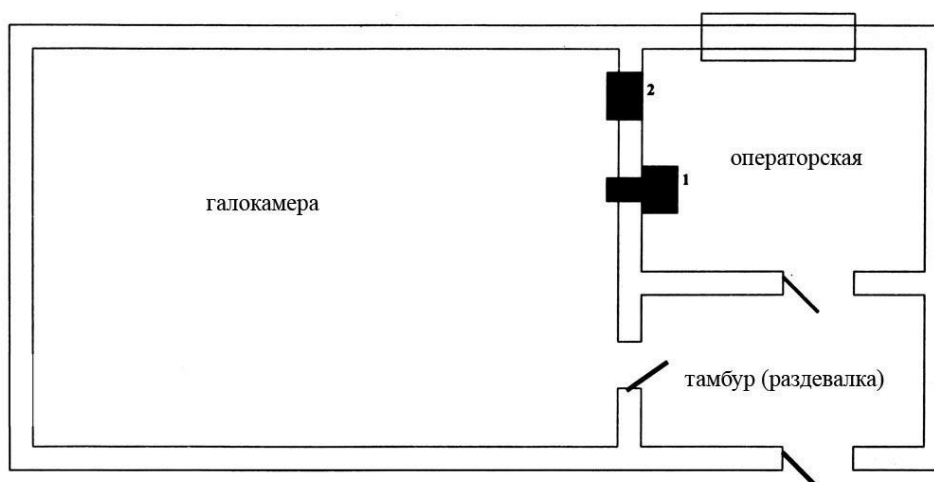 2
операторская
1
галокамера
тамбур (раздевалка)